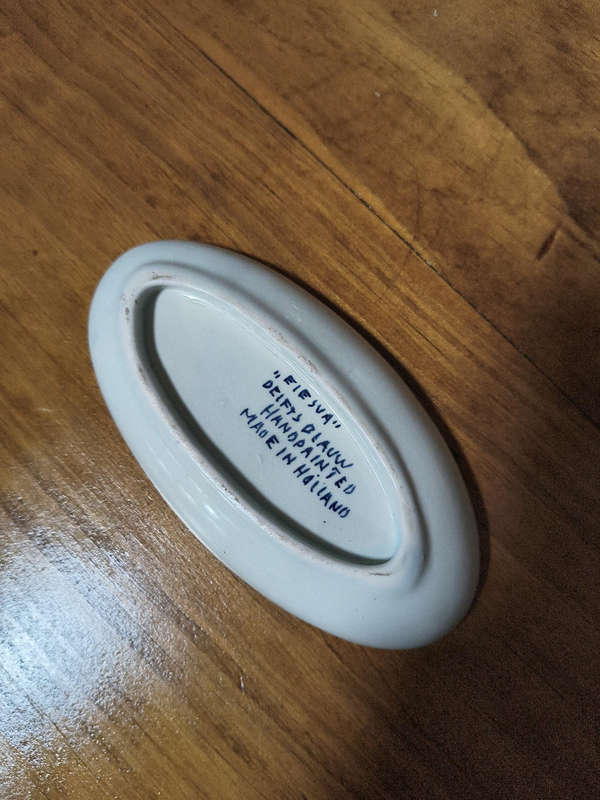 "ELESVA"
DELFTS BLAUW
HANDPAINTED
MADE IN HOLLAND